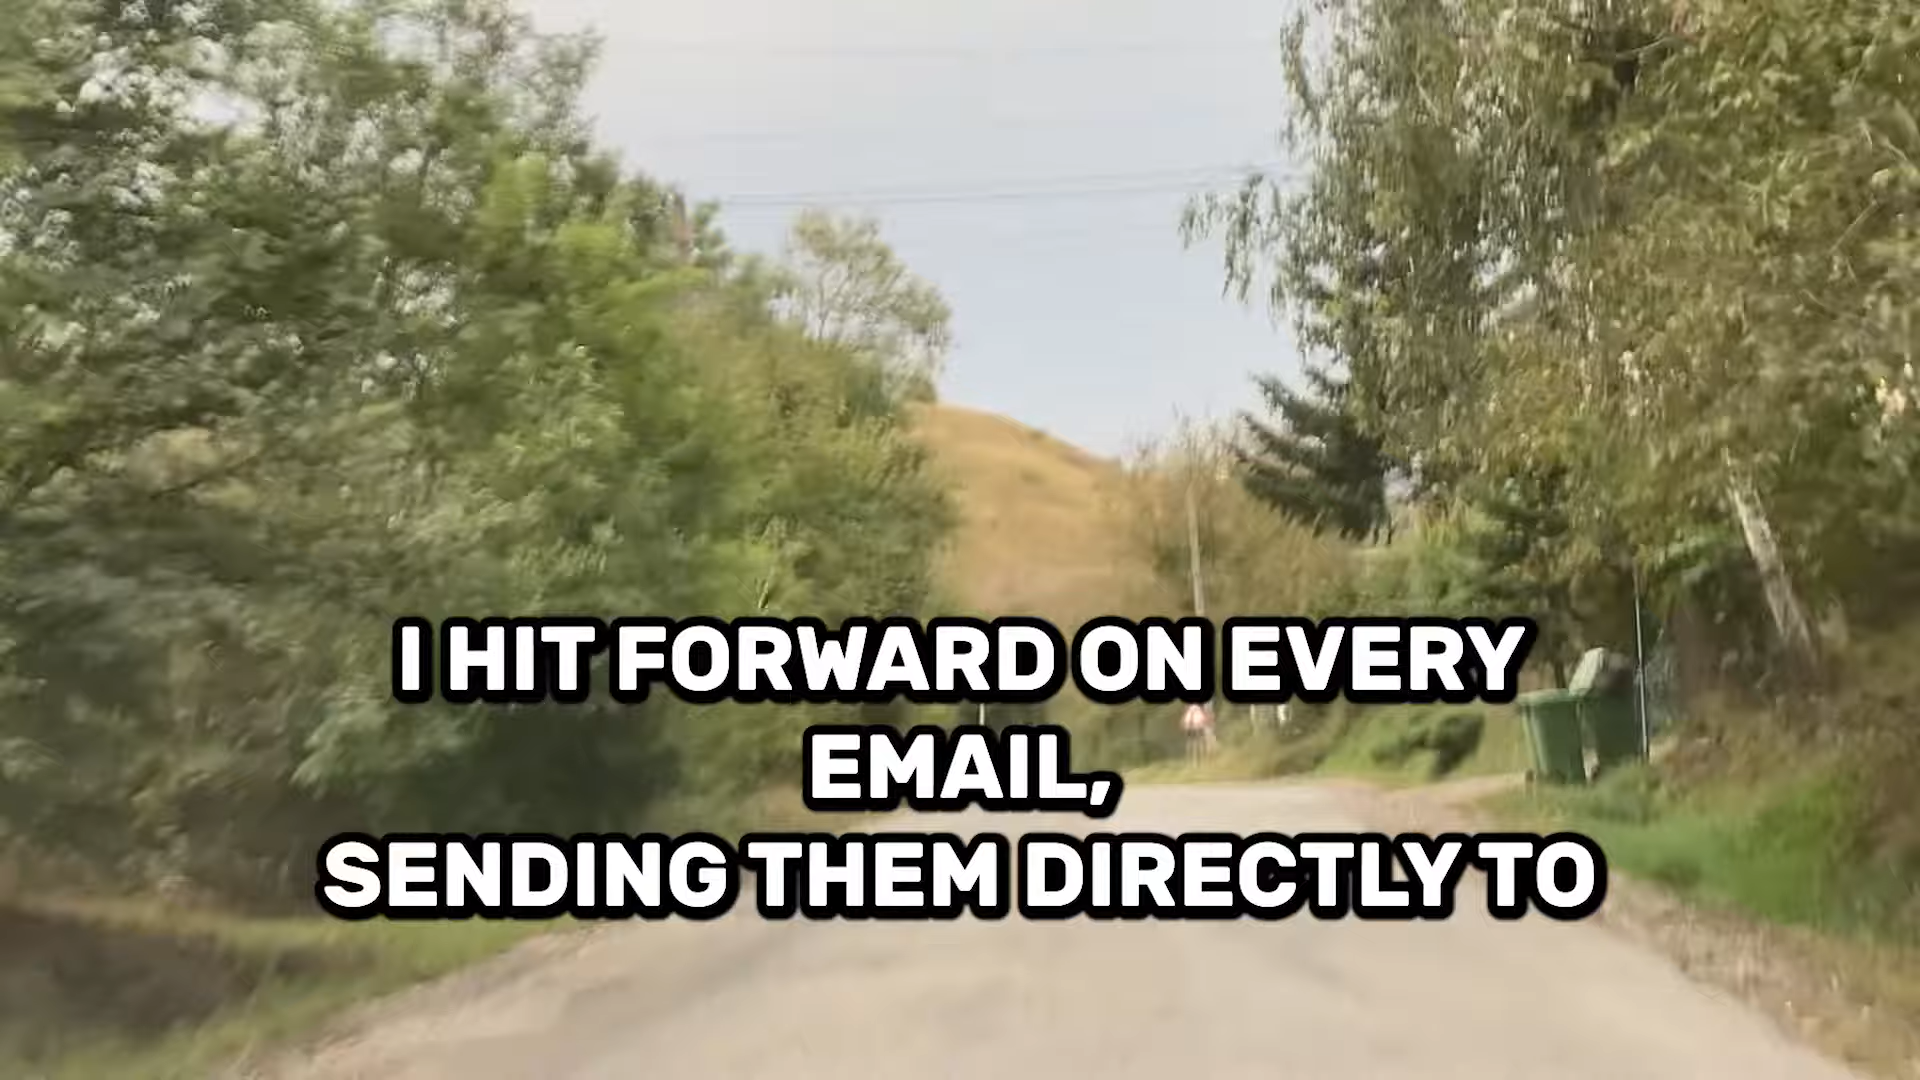 I HIT FORWARD ON EVERY
EMAIL,
SENDING THEM DIRECTLY TO